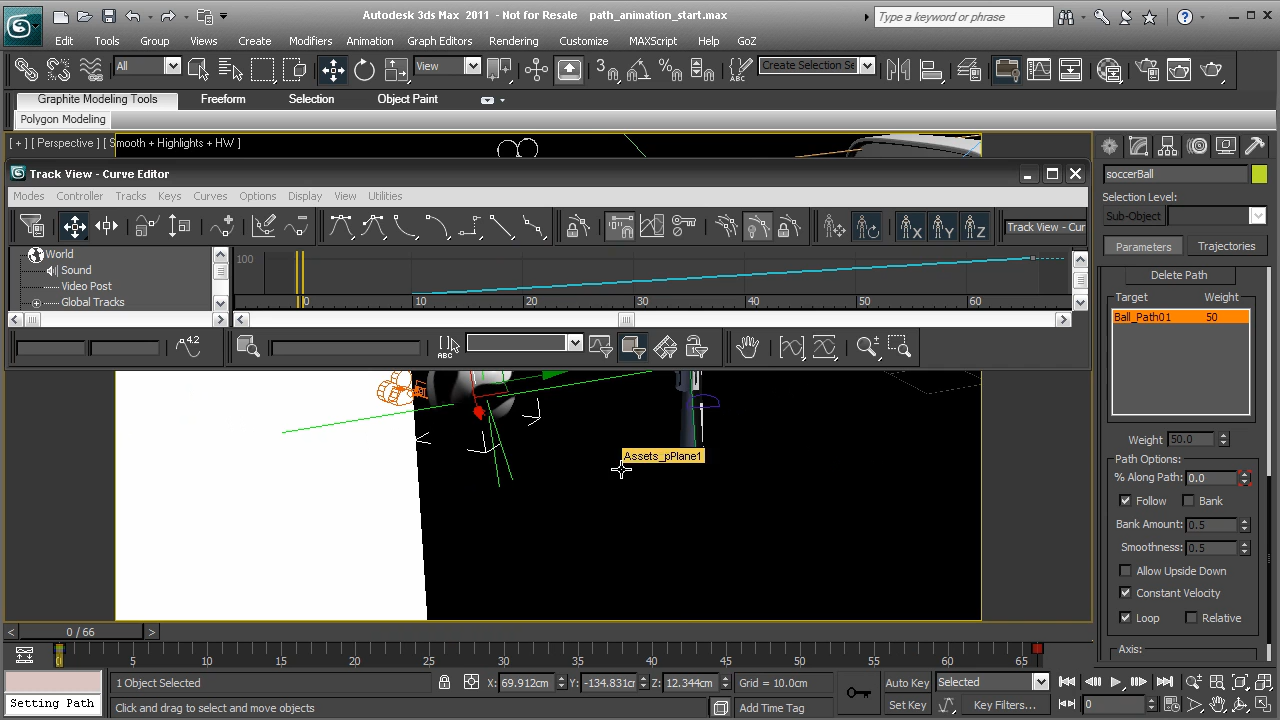 Autodesk 3ds Max 2011 - Not for Resale path_animation_start.max
Type a keyword or phrase
Edit Tools Group Views Create Modifiers Animation Graph Editors Rendering Customize MAXScript Help GoZ
All View Create Selection Se
Graphite Modeling Tools Freeform Selection Object Paint
Polygon Modeling
[ + ] [ Perspective ] [ Smooth + Highlights + HW ]
Track View - Curve Editor
Modes Controller Tracks Keys Curves Options Display View Utilities
X Y Z Track View - Cur
World
Sound
Video Post
Global Tracks
100
0 10 20 30 40 50 60
4.2
ABC
Assets_pPlane1
soccerBall
Selection Level:
Sub-Object
Parameters Trajectories
Delete Path
Target Weight
Ball_Path01 50
Weight 50.0
Path Options:
% Along Path: 0.0
Follow Bank
Bank Amount: 0.5
Smoothness: 0.5
Allow Upside Down
Constant Velocity
Loop Relative
Axis:
< 0 / 66 >
0 5 10 15 20 25 30 35 40 45 50 55 60 65
1 Object Selected X: 69.912cm Y: -134.831c Z: 12.344cm Grid = 10.0cm Auto Key Selected
Setting Path Click and drag to select and move objects Add Time Tag Set Key Key Filters... 0